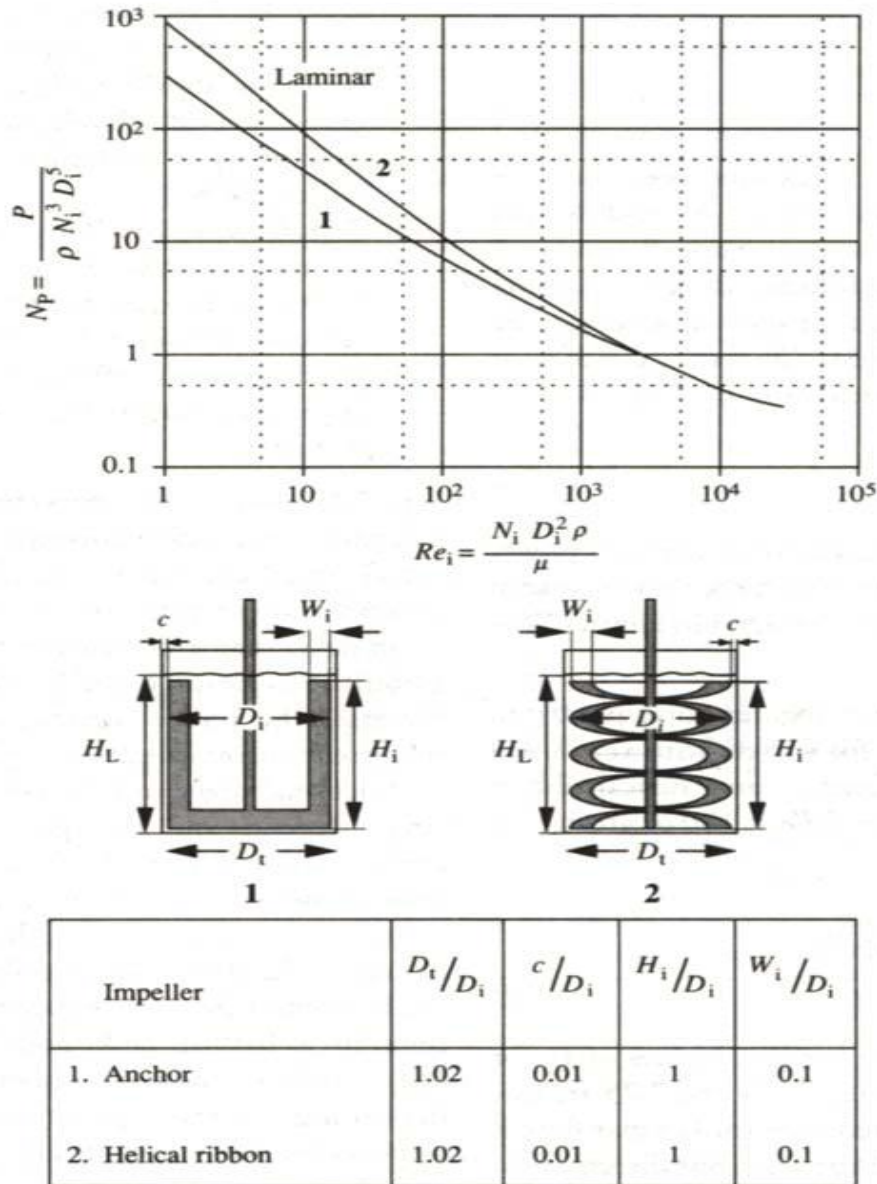 10³
Laminar
10²
2
1
N_P = P / ρ N_i³ D_i⁵
10
1
0.1
1 10 10² 10³ 10⁴ 10⁵
Re_i = N_i D_i² ρ / μ
c W_i W_i c
D_i D_i
H_L H_i H_L H_i
D_t D_t
1 2
Impeller D_t/D_i c/D_i H_i/D_i W_i/D_i
1. Anchor 1.02 0.01 1 0.1
2. Helical ribbon 1.02 0.01 1 0.1